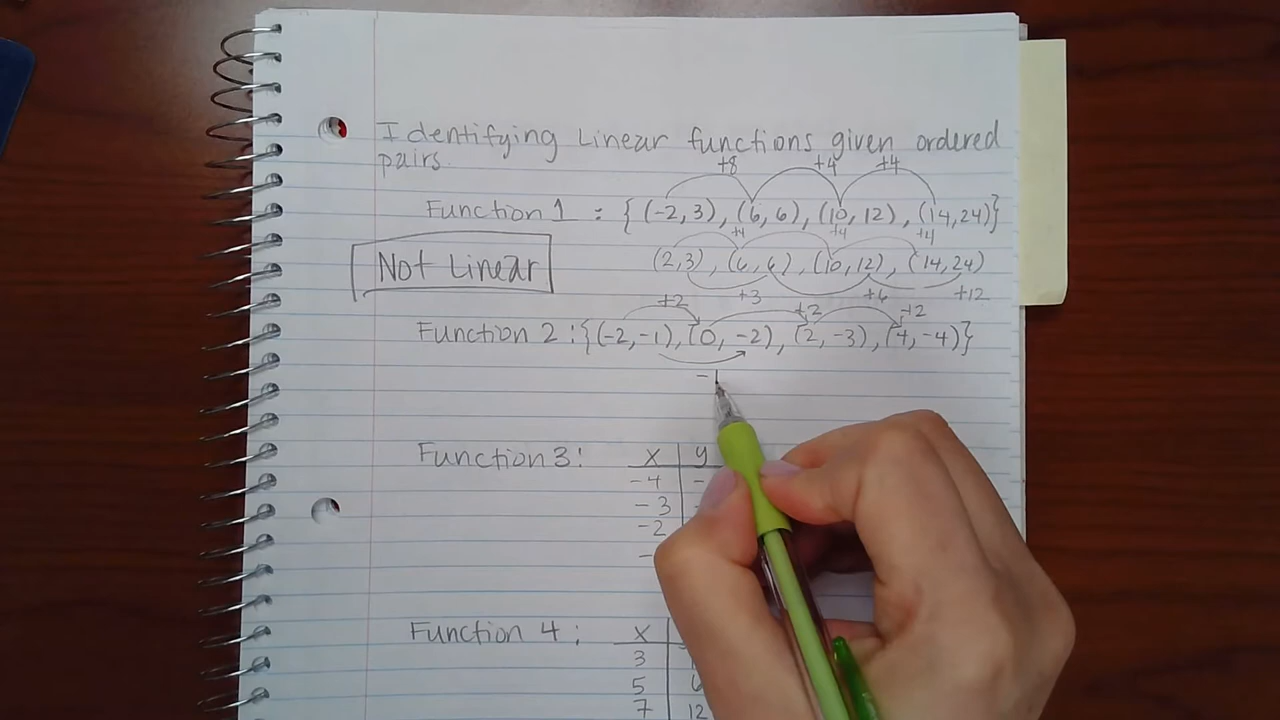 Identifying Linear functions given ordered
pairs.
+8 +4 +4
Function 1 : { (-2, 3), (6, 6), (10, 12), (14, 24)}
+4 +4 +4
Not Linear
(2,3), (6, 6), (10, 12), (14, 24)
+3 +6 +12
+2 +2 +2
Function 2 : {(-2, -1), (0, -2), (2, -3), (4, -4)}
-1
Function 3: x y
-4 -
-3 -
-2
-
Function 4: x
3
5 6
7 12